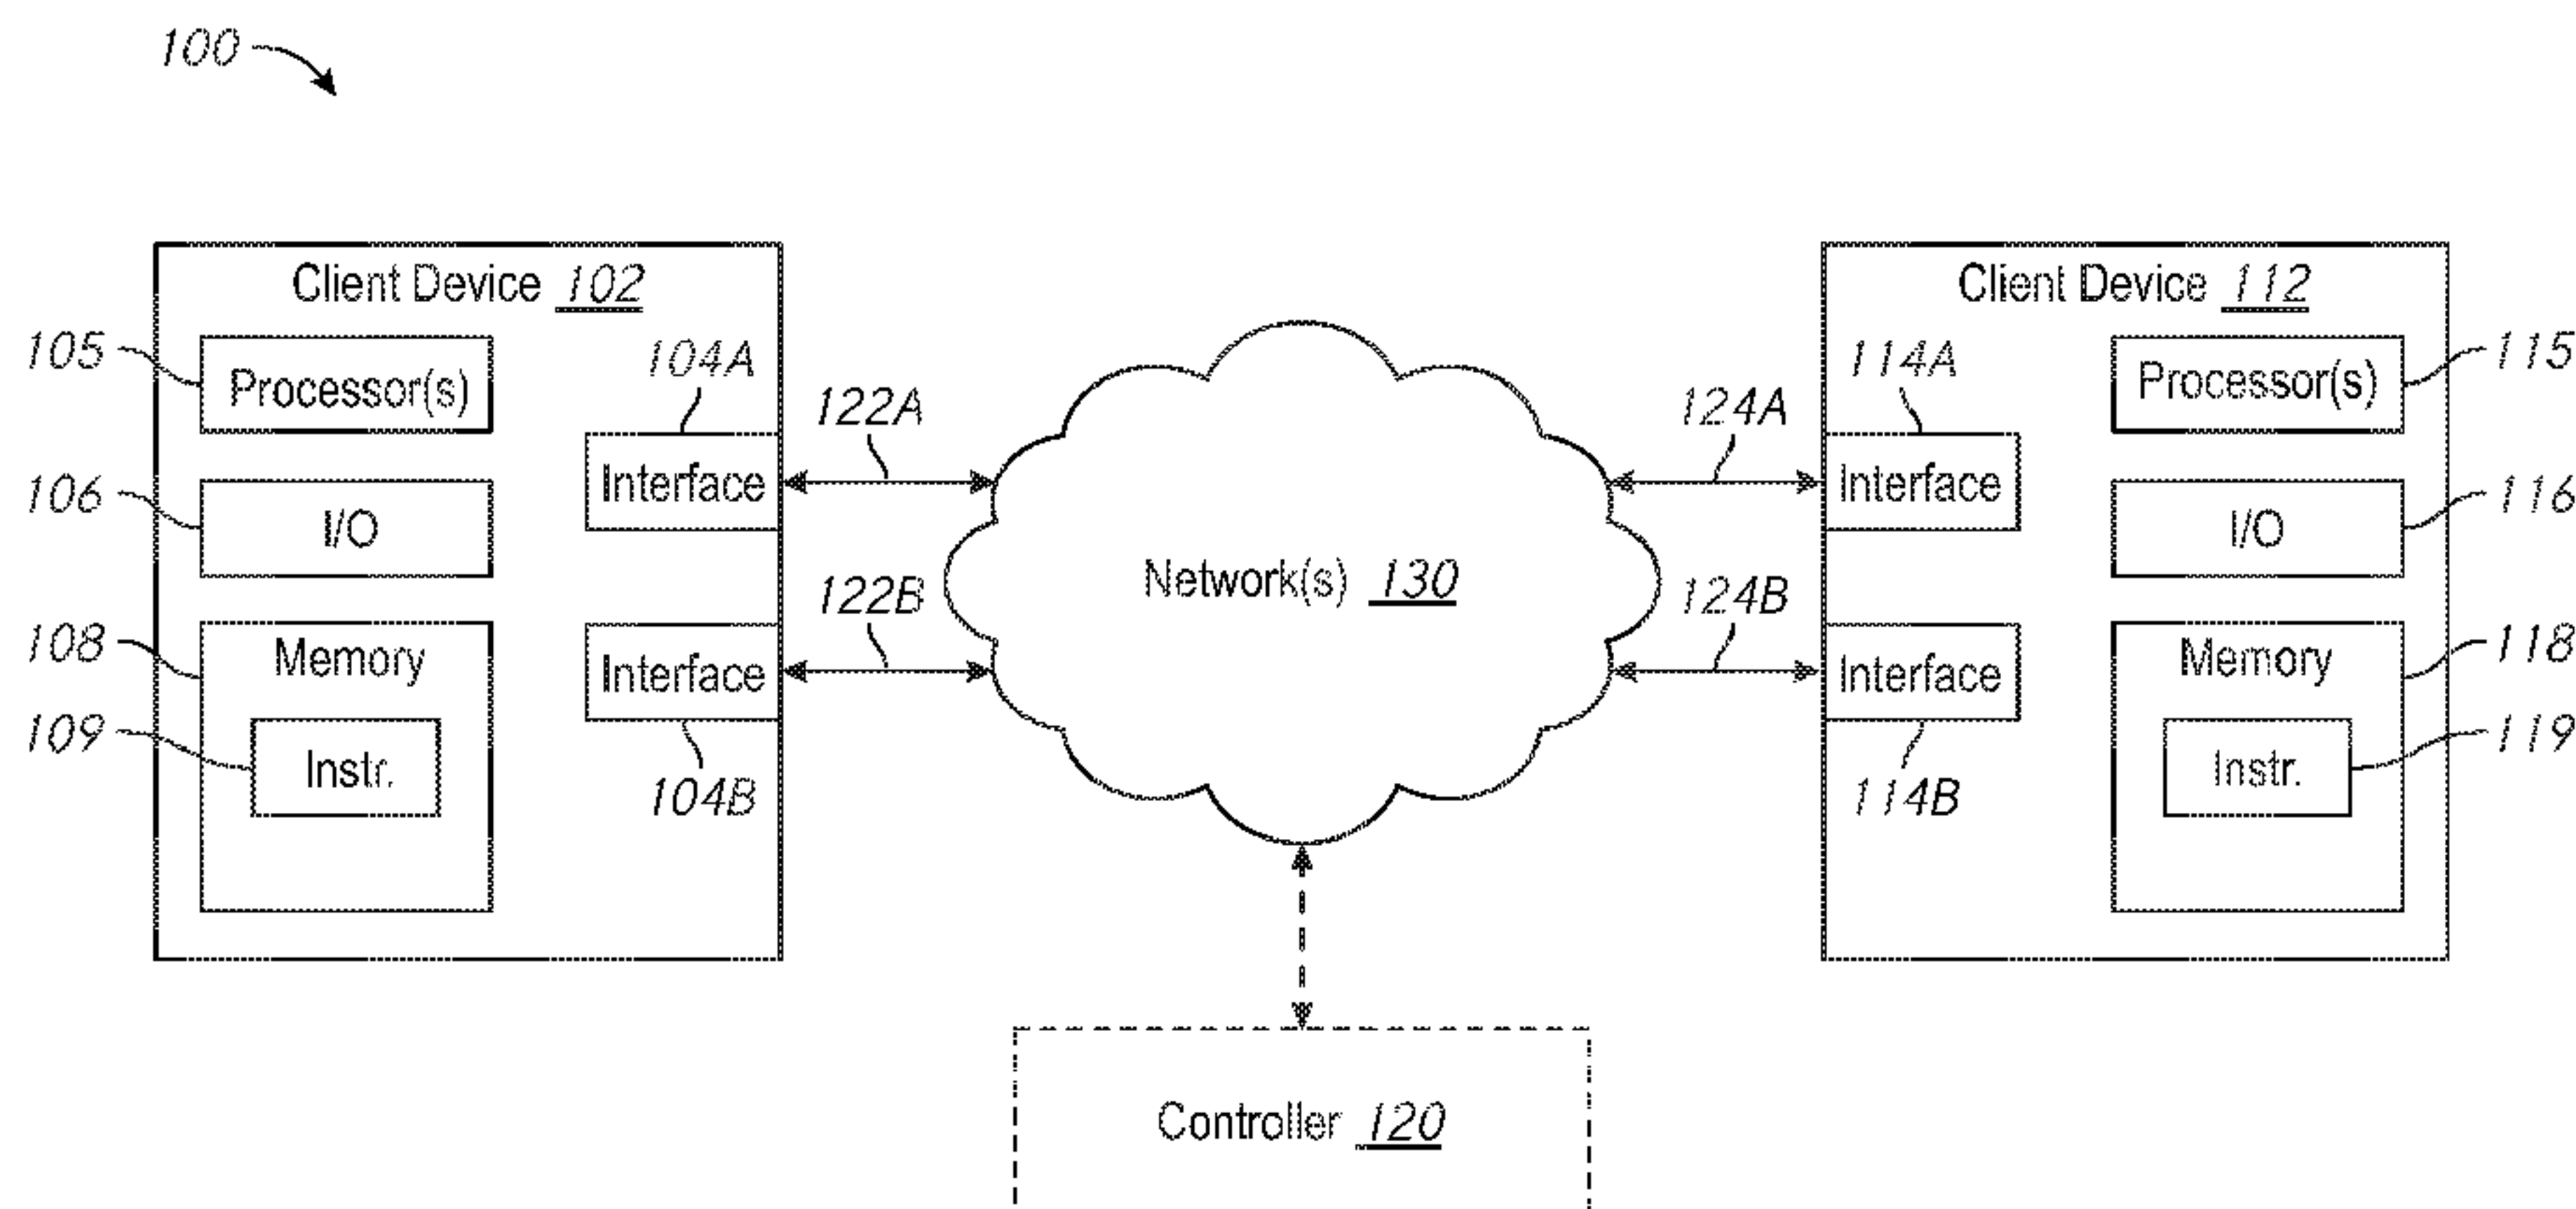 100
Client Device 102
105
Processor(s)
106
I/O
108
Memory
109
Instr.
104A
Interface
122A
Interface
104B
122B
Network(s) 130
124A
124B
Client Device 112
114A
Interface
Interface
114B
Processor(s)
115
I/O
116
Memory
118
Instr.
119
Controller 120